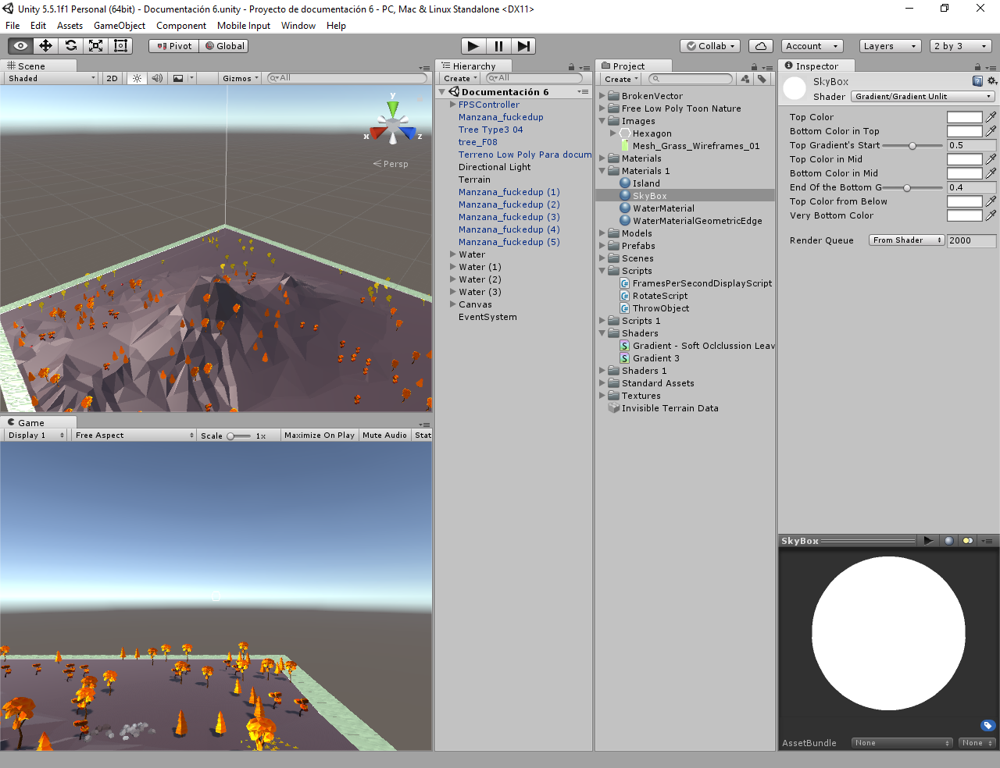 Unity 5.5.1f1 Personal (64bit) - Documentación 6.unity - Proyecto de documentación 6 - PC, Mac & Linux Standalone <DX11>
File Edit Assets GameObject Component Mobile Input Window Help
Pivot Global Collab Account Layers 2 by 3
Scene
Shaded 2D Gizmos All
y
x z
Persp
Game
Display 1 Free Aspect Scale 1x Maximize On Play Mute Audio Stat
Hierarchy
Create All
Documentación 6
FPSController
Manzana_fuckedup
Tree Type3 04
tree_F08
Terreno Low Poly Para docum
Directional Light
Terrain
Manzana_fuckedup (1)
Manzana_fuckedup (2)
Manzana_fuckedup (3)
Manzana_fuckedup (4)
Manzana_fuckedup (5)
Water
Water (1)
Water (2)
Water (3)
Canvas
EventSystem
Project
Create
BrokenVector
Free Low Poly Toon Nature
Images
Hexagon
Mesh_Grass_Wireframes_01
Materials
Materials 1
Island
SkyBox
WaterMaterial
WaterMaterialGeometricEdge
Models
Prefabs
Scenes
Scripts
FramesPerSecondDisplayScript
RotateScript
ThrowObject
Scripts 1
Shaders
Gradient - Soft Oclclussion Leav
Gradient 3
Shaders 1
Standard Assets
Textures
Invisible Terrain Data
Inspector
SkyBox
Shader Gradient/Gradient Unlit
Top Color
Bottom Color in Top
Top Gradient's Start 0.5
Top Color in Mid
Bottom Color in Mid
End Of the Bottom G 0.4
Top Color from Below
Very Bottom Color
Render Queue From Shader 2000
SkyBox
AssetBundle None None